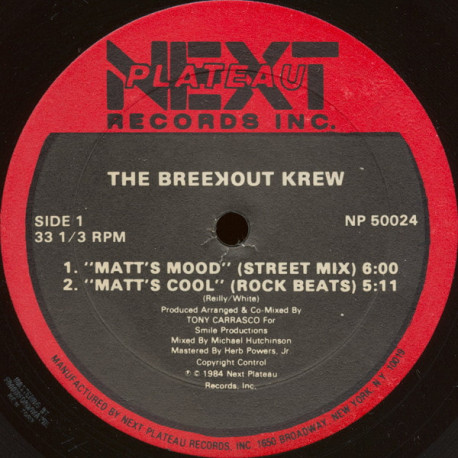 NEXT
PLATEAU
RECORDS INC.
THE BREEKOUT KREW
SIDE 1
33 1/3 RPM
NP 50024
1. "MATT'S MOOD" (STREET MIX) 6:00
2. "MATT'S COOL" (ROCK BEATS) 5:11
(Reilly/White)
Produced Arranged & Co-Mixed By
TONY CARRASCO For
Smile Productions
Mixed By Michael Hutchinson
Mastered By Herb Powers, Jr
Copyright Control
℗ © 1984 Next Plateau
Records, Inc.
MANUFACTURED BY NEXT PLATEAU RECORDS, INC. 1650 BROADWAY, NEW YORK, N.Y. 10019